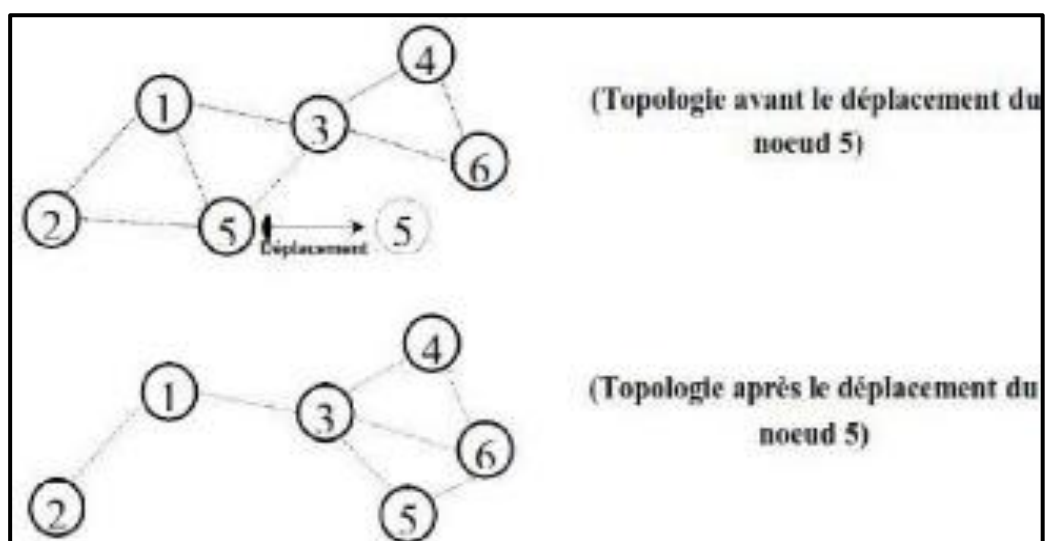 4
1
3
6
2
5
5
Déplacement
(Topologie avant le déplacement du
noeud 5)
4
1
3
6
2
5
(Topologie après le déplacement du
noeud 5)